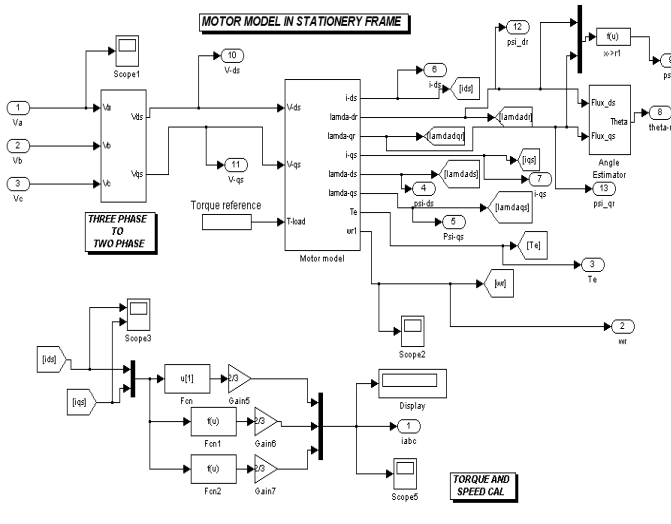 MOTOR MODEL IN STATIONERY FRAME
12
psi_dr
f(u)
x->r1
Scope1
10
V-ds
6
i-ds
[ids]
1
Va
Va
Vds
V-ds
i-ds
lamda-dr
[lamdadr]
Flux_ds
Theta
8
2
Vb
Vb
lamda-qr
[lamdadqr]
Flux_qs
Angle
Estimator
3
Vc
Vc
Vqs
11
V-qs
V-qs
i-qs
[iqs]
7
i-qs
13
psi_qr
lamda-ds
[lamdads]
4
psi-ds
lamda-qs
[lamdaqs]
5
Psi-qs
Torque reference
T-load
Te
wr1
Motor model
THREE PHASE
TO
TWO PHASE
[Te]
3
Te
[wr]
2
wr
Scope3
Scope2
[ids]
[iqs]
u[1]
Fcn
2/3
Gain5
f(u)
Fcn1
2/3
Gain6
f(u)
Fcn2
2/3
Gain7
Display
1
iabc
Scope5
TORQUE AND
SPEED CAL